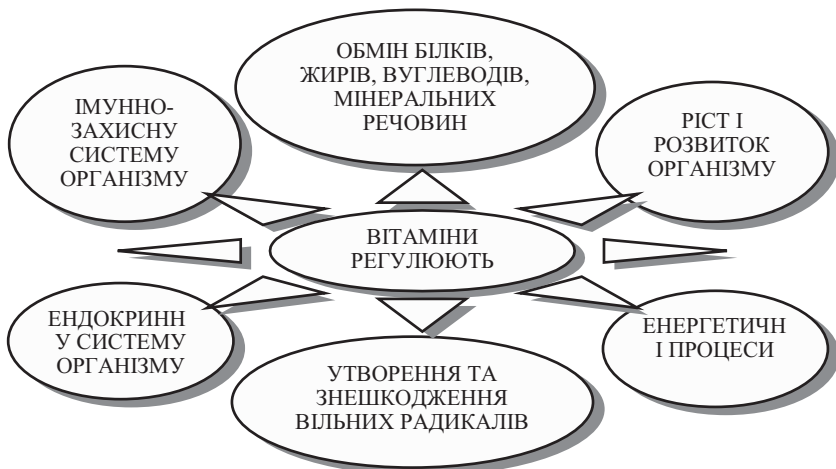 ОБМІН БІЛКІВ,
ЖИРІВ, ВУГЛЕВОДІВ,
МІНЕРАЛЬНИХ
РЕЧОВИН
ІМУННО-
ЗАХИСНУ
СИСТЕМУ
ОРГАНІЗМУ
РІСТ І
РОЗВИТОК
ОРГАНІЗМУ
ВІТАМІНИ
РЕГУЛЮЮТЬ
ЕНДОКРИНН
У СИСТЕМУ
ОРГАНІЗМУ
ЕНЕРГЕТИЧН
І ПРОЦЕСИ
УТВОРЕННЯ ТА
ЗНЕШКОДЖЕННЯ
ВІЛЬНИХ РАДИКАЛІВ